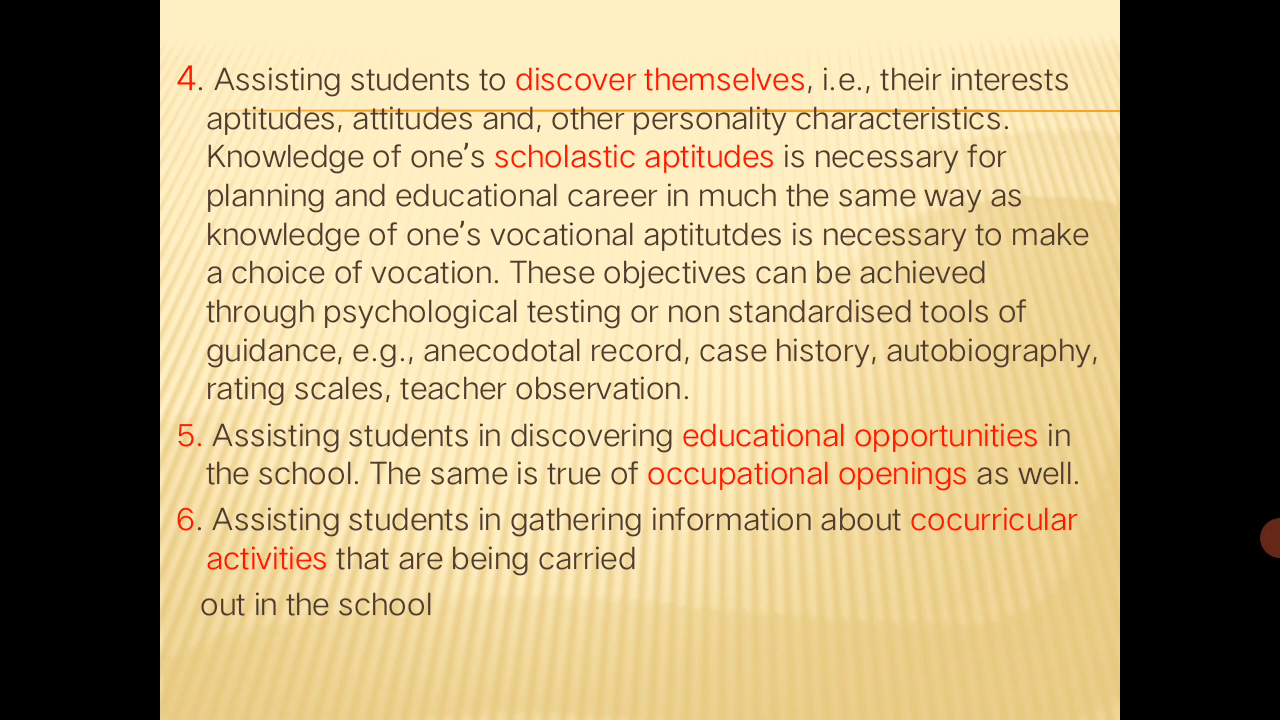 4. Assisting students to discover themselves, i.e., their interests
aptitudes, attitudes and, other personality characteristics.
Knowledge of one’s scholastic aptitudes is necessary for
planning and educational career in much the same way as
knowledge of one’s vocational aptitutdes is necessary to make
a choice of vocation. These objectives can be achieved
through psychological testing or non standardised tools of
guidance, e.g., anecodotal record, case history, autobiography,
rating scales, teacher observation.
5. Assisting students in discovering educational opportunities in
the school. The same is true of occupational openings as well.
6. Assisting students in gathering information about cocurricular
activities that are being carried
out in the school